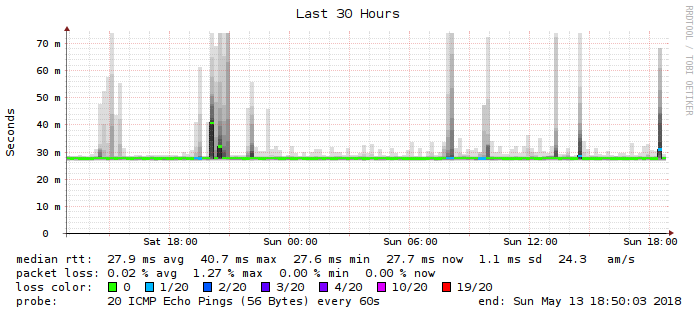 Last 30 Hours
RRDTOOL / TOBI OETIKER
Seconds
70 m
60 m
50 m
40 m
30 m
20 m
10 m
0
Sat 18:00 Sun 00:00 Sun 06:00 Sun 12:00 Sun 18:00
median rtt: 27.9 ms avg 40.7 ms max 27.6 ms min 27.7 ms now 1.1 ms sd 24.3 am/s
packet loss: 0.02 % avg 1.27 % max 0.00 % min 0.00 % now
loss color: 0 1/20 2/20 3/20 4/20 10/20 19/20
probe: 20 ICMP Echo Pings (56 Bytes) every 60s end: Sun May 13 18:50:03 2018